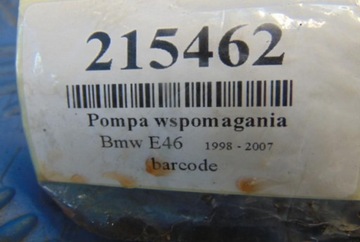 215462
Pompa wspomagania
Bmw E46 1998 - 2007
barcode